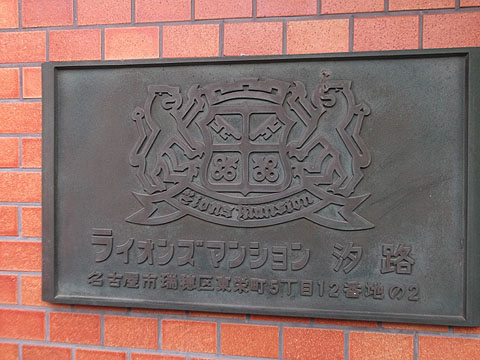 Lions Mansion
ライオンズマンション 汐路
名古屋市瑞穂区東栄町5丁目12番地の2